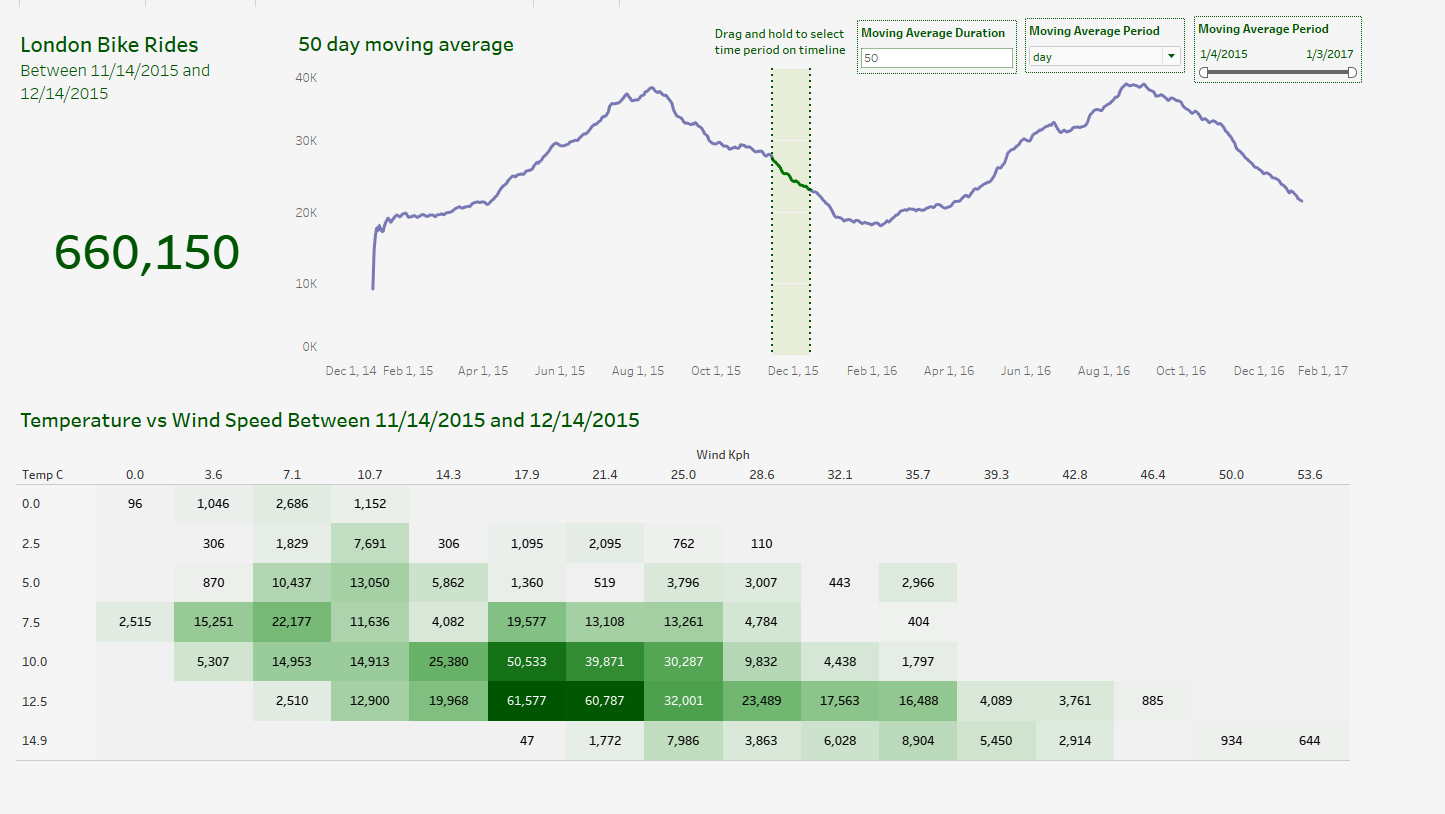 London Bike Rides
Between 11/14/2015 and
12/14/2015
660,150
50 day moving average
Drag and hold to select
time period on timeline
Moving Average Duration
50
Moving Average Period
day
Moving Average Period
1/4/2015 1/3/2017
40K
30K
20K
10K
0K
Dec 1, 14 Feb 1, 15 Apr 1, 15 Jun 1, 15 Aug 1, 15 Oct 1, 15 Dec 1, 15 Feb 1, 16 Apr 1, 16 Jun 1, 16 Aug 1, 16 Oct 1, 16 Dec 1, 16 Feb 1, 17
Temperature vs Wind Speed Between 11/14/2015 and 12/14/2015
Wind Kph
Temp C 0.0 3.6 7.1 10.7 14.3 17.9 21.4 25.0 28.6 32.1 35.7 39.3 42.8 46.4 50.0 53.6
0.0 96 1,046 2,686 1,152
2.5 306 1,829 7,691 306 1,095 2,095 762 110
5.0 870 10,437 13,050 5,862 1,360 519 3,796 3,007 443 2,966
7.5 2,515 15,251 22,177 11,636 4,082 19,577 13,108 13,261 4,784 404
10.0 5,307 14,953 14,913 25,380 50,533 39,871 30,287 9,832 4,438 1,797
12.5 2,510 12,900 19,968 61,577 60,787 32,001 23,489 17,563 16,488 4,089 3,761 885
14.9 47 1,772 7,986 3,863 6,028 8,904 5,450 2,914 934 644